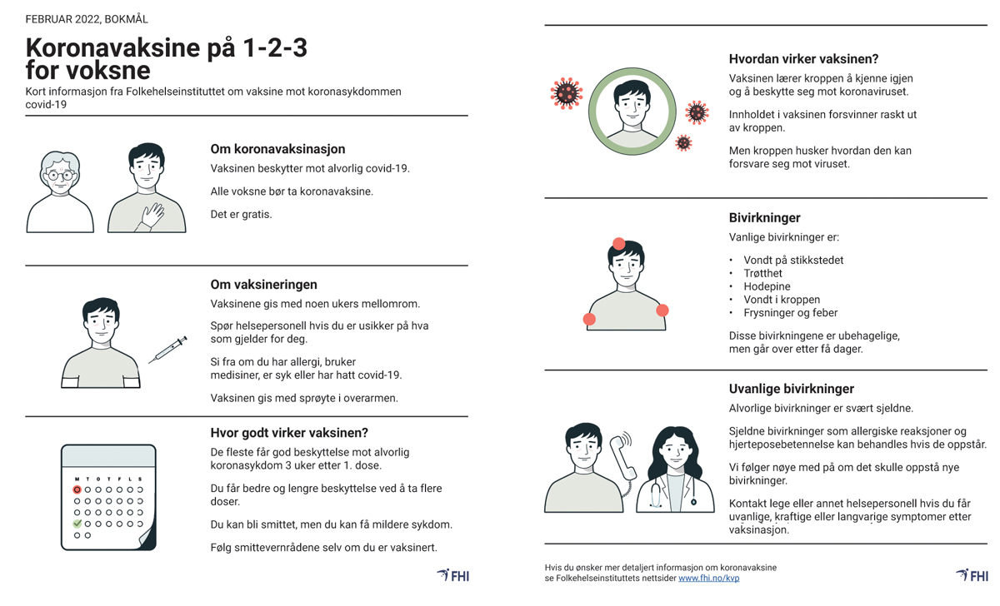 FEBRUAR 2022, BOKMÅL
Koronavaksine på 1-2-3
for voksne
Kort informasjon fra Folkehelseinstituttet om vaksine mot koronasykdommen
covid-19
Om koronavaksinasjon
Vaksinen beskytter mot alvorlig covid-19.
Alle voksne bør ta koronavaksine.
Det er gratis.
Om vaksineringen
Vaksinene gis med noen ukers mellomrom.
Spør helsepersonell hvis du er usikker på hva
som gjelder for deg.
Si fra om du har allergi, bruker
medisiner, er syk eller har hatt covid-19.
Vaksinen gis med sprøyte i overarmen.
M T O T F L S
Hvor godt virker vaksinen?
De fleste får god beskyttelse mot alvorlig
koronasykdom 3 uker etter 1. dose.
Du får bedre og lengre beskyttelse ved å ta flere
doser.
Du kan bli smittet, men du kan få mildere sykdom.
Følg smittevernrådene selv om du er vaksinert.
FHI
Hvordan virker vaksinen?
Vaksinen lærer kroppen å kjenne igjen
og å beskytte seg mot koronaviruset.
Innholdet i vaksinen forsvinner raskt ut
av kroppen.
Men kroppen husker hvordan den kan
forsvare seg mot viruset.
Bivirkninger
Vanlige bivirkninger er:
• Vondt på stikkstedet
• Trøtthet
• Hodepine
• Vondt i kroppen
• Frysninger og feber
Disse bivirkningene er ubehagelige,
men går over etter få dager.
Uvanlige bivirkninger
Alvorlige bivirkninger er svært sjeldne.
Sjeldne bivirkninger som allergiske reaksjoner og
hjerteposebetennelse kan behandles hvis de oppstår.
Vi følger nøye med på om det skulle oppstå nye
bivirkninger.
Kontakt lege eller annet helsepersonell hvis du får
uvanlige, kraftige eller langvarige symptomer etter
vaksinasjon.
Hvis du ønsker mer detaljert informasjon om koronavaksine
se Folkehelseinstituttets nettsider www.fhi.no/kvp
FHI